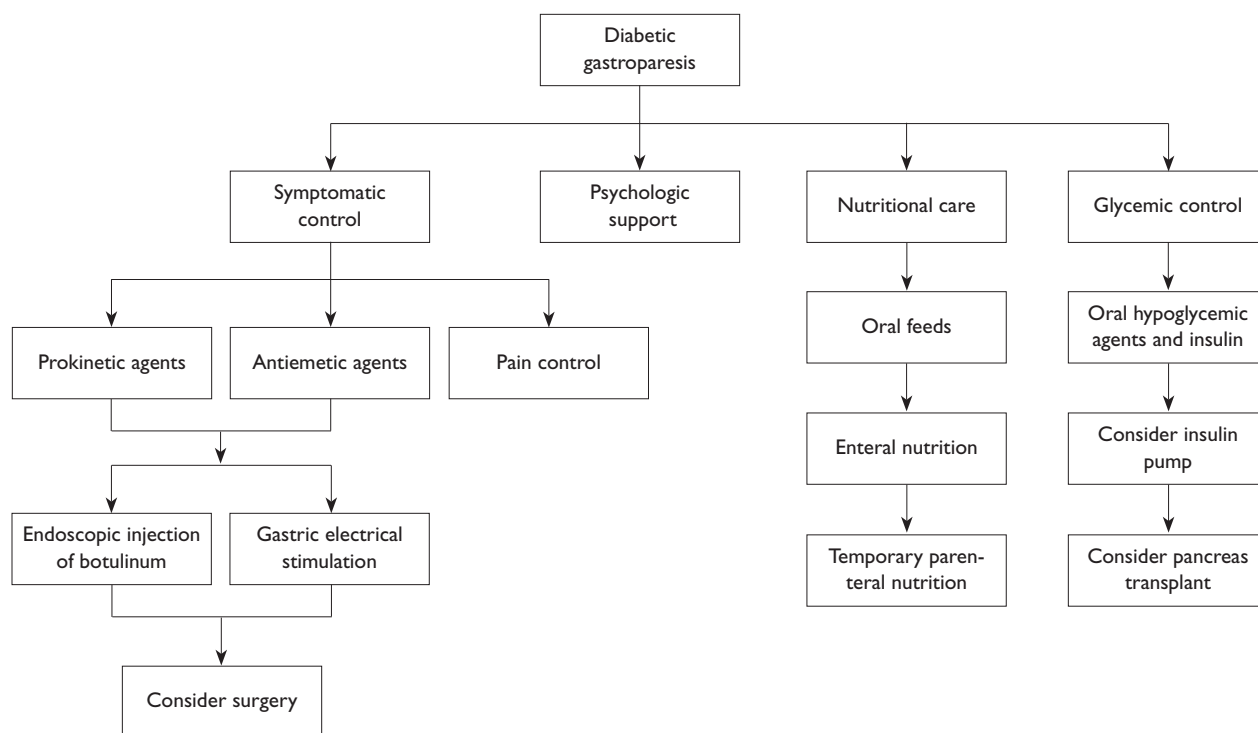 Diabetic
gastroparesis
Symptomatic
control
Psychologic
support
Nutritional care
Glycemic control
Prokinetic agents
Antiemetic agents
Pain control
Oral feeds
Oral hypoglycemic
agents and insulin
Enteral nutrition
Consider insulin
pump
Endoscopic injection
of botulinum
Gastric electrical
stimulation
Temporary paren-
teral nutrition
Consider pancreas
transplant
Consider surgery